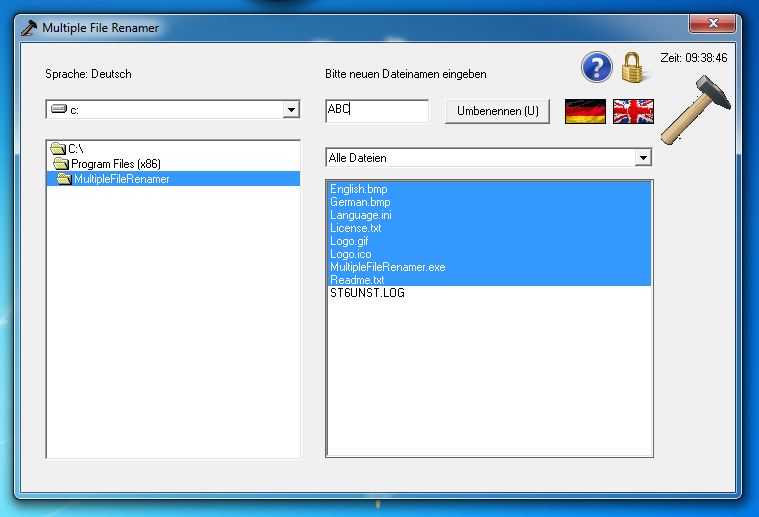 Multiple File Renamer
Zeit: 09:38:46
Sprache: Deutsch
Bitte neuen Dateinamen eingeben
c:
ABC
Umbenennen (U)
C:\
Program Files (x86)
MultipleFileRenamer
Alle Dateien
English.bmp
German.bmp
Language.ini
License.txt
Logo.gif
Logo.ico
MultipleFileRenamer.exe
Readme.txt
ST6UNST.LOG